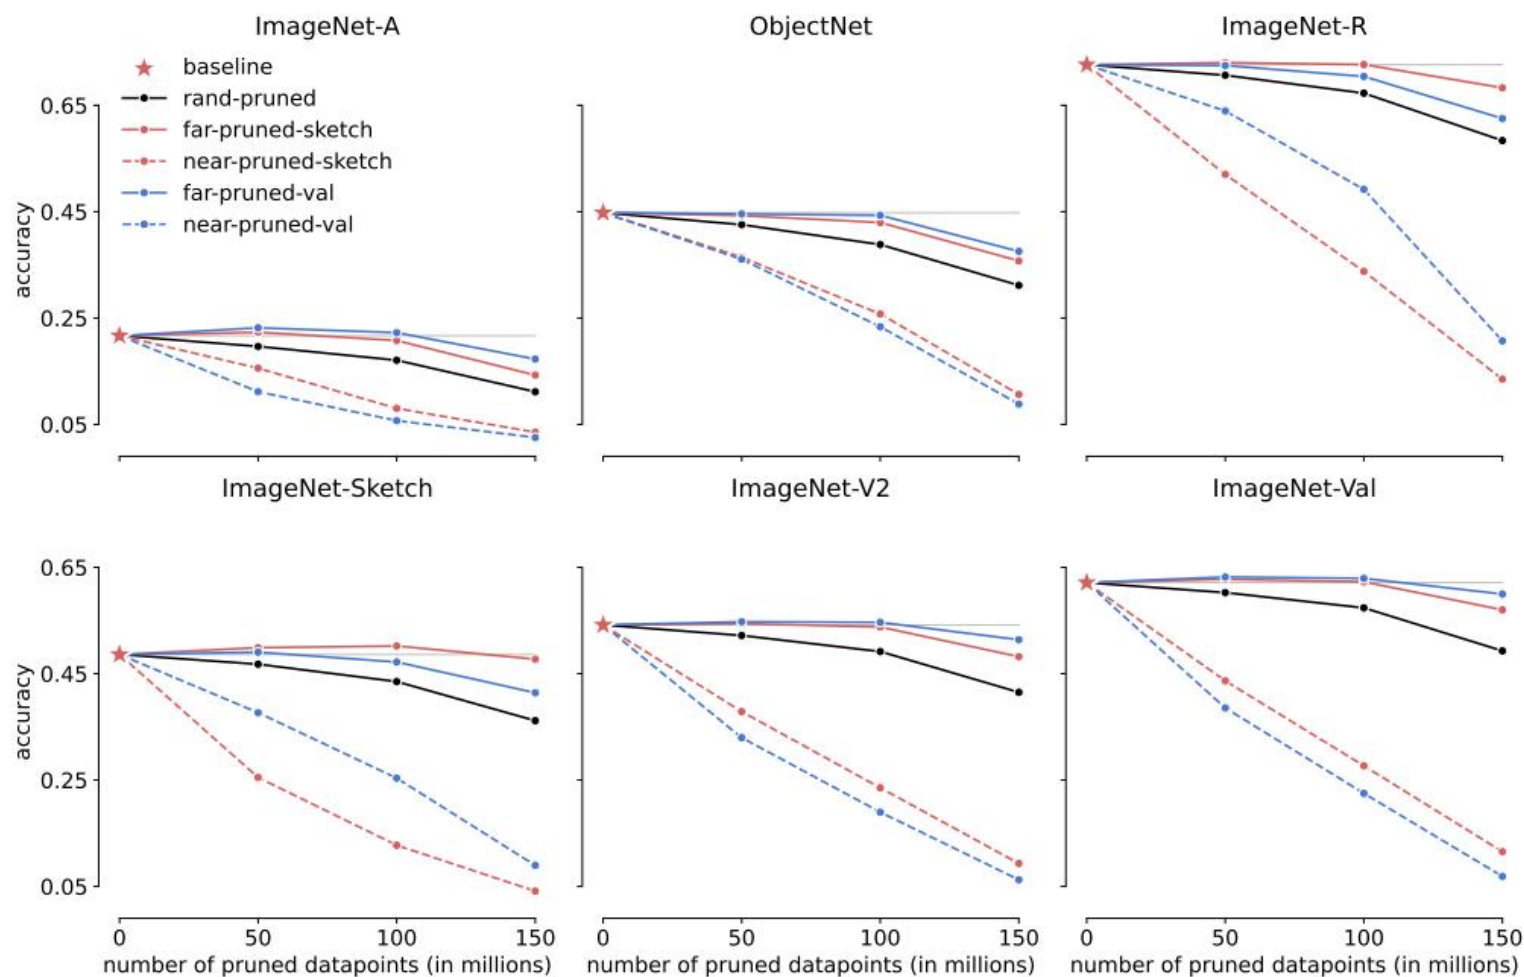 ImageNet-A
ObjectNet
ImageNet-R
baseline
rand-pruned
far-pruned-sketch
near-pruned-sketch
far-pruned-val
near-pruned-val
accuracy
0.65
0.45
0.25
0.05
ImageNet-Sketch
ImageNet-V2
ImageNet-Val
accuracy
0.65
0.45
0.25
0.05
0 50 100 150
0 50 100 150
0 50 100 150
number of pruned datapoints (in millions)
number of pruned datapoints (in millions)
number of pruned datapoints (in millions)